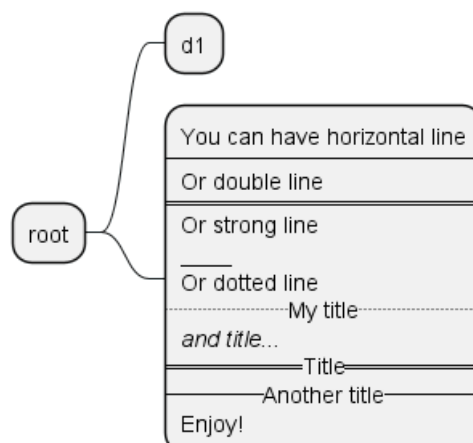 d1
root
You can have horizontal line
Or double line
Or strong line
____
Or dotted line
My title
and title...
Title
Another title
Enjoy!